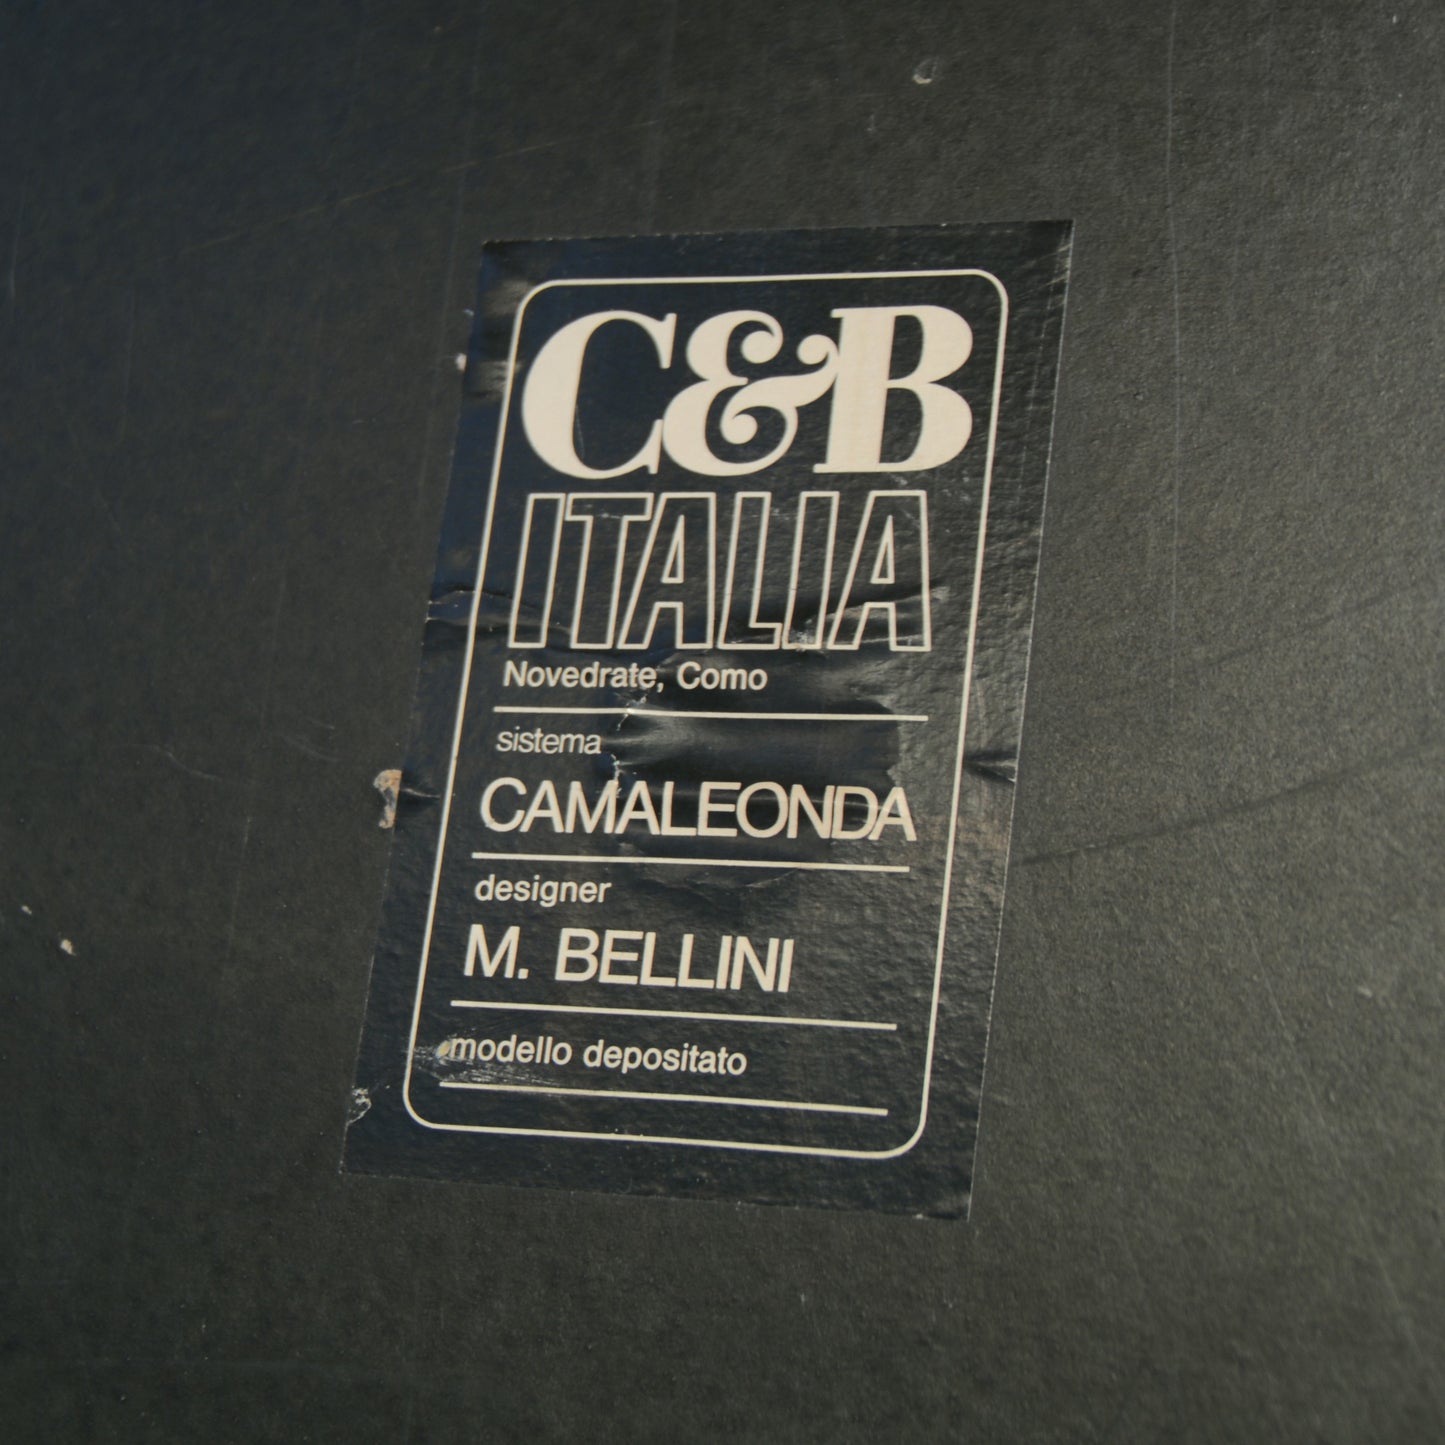 C&B
ITALIA
Novedrate, Como
sistema
CAMALEONDA
designer
M. BELLINI
modello depositato